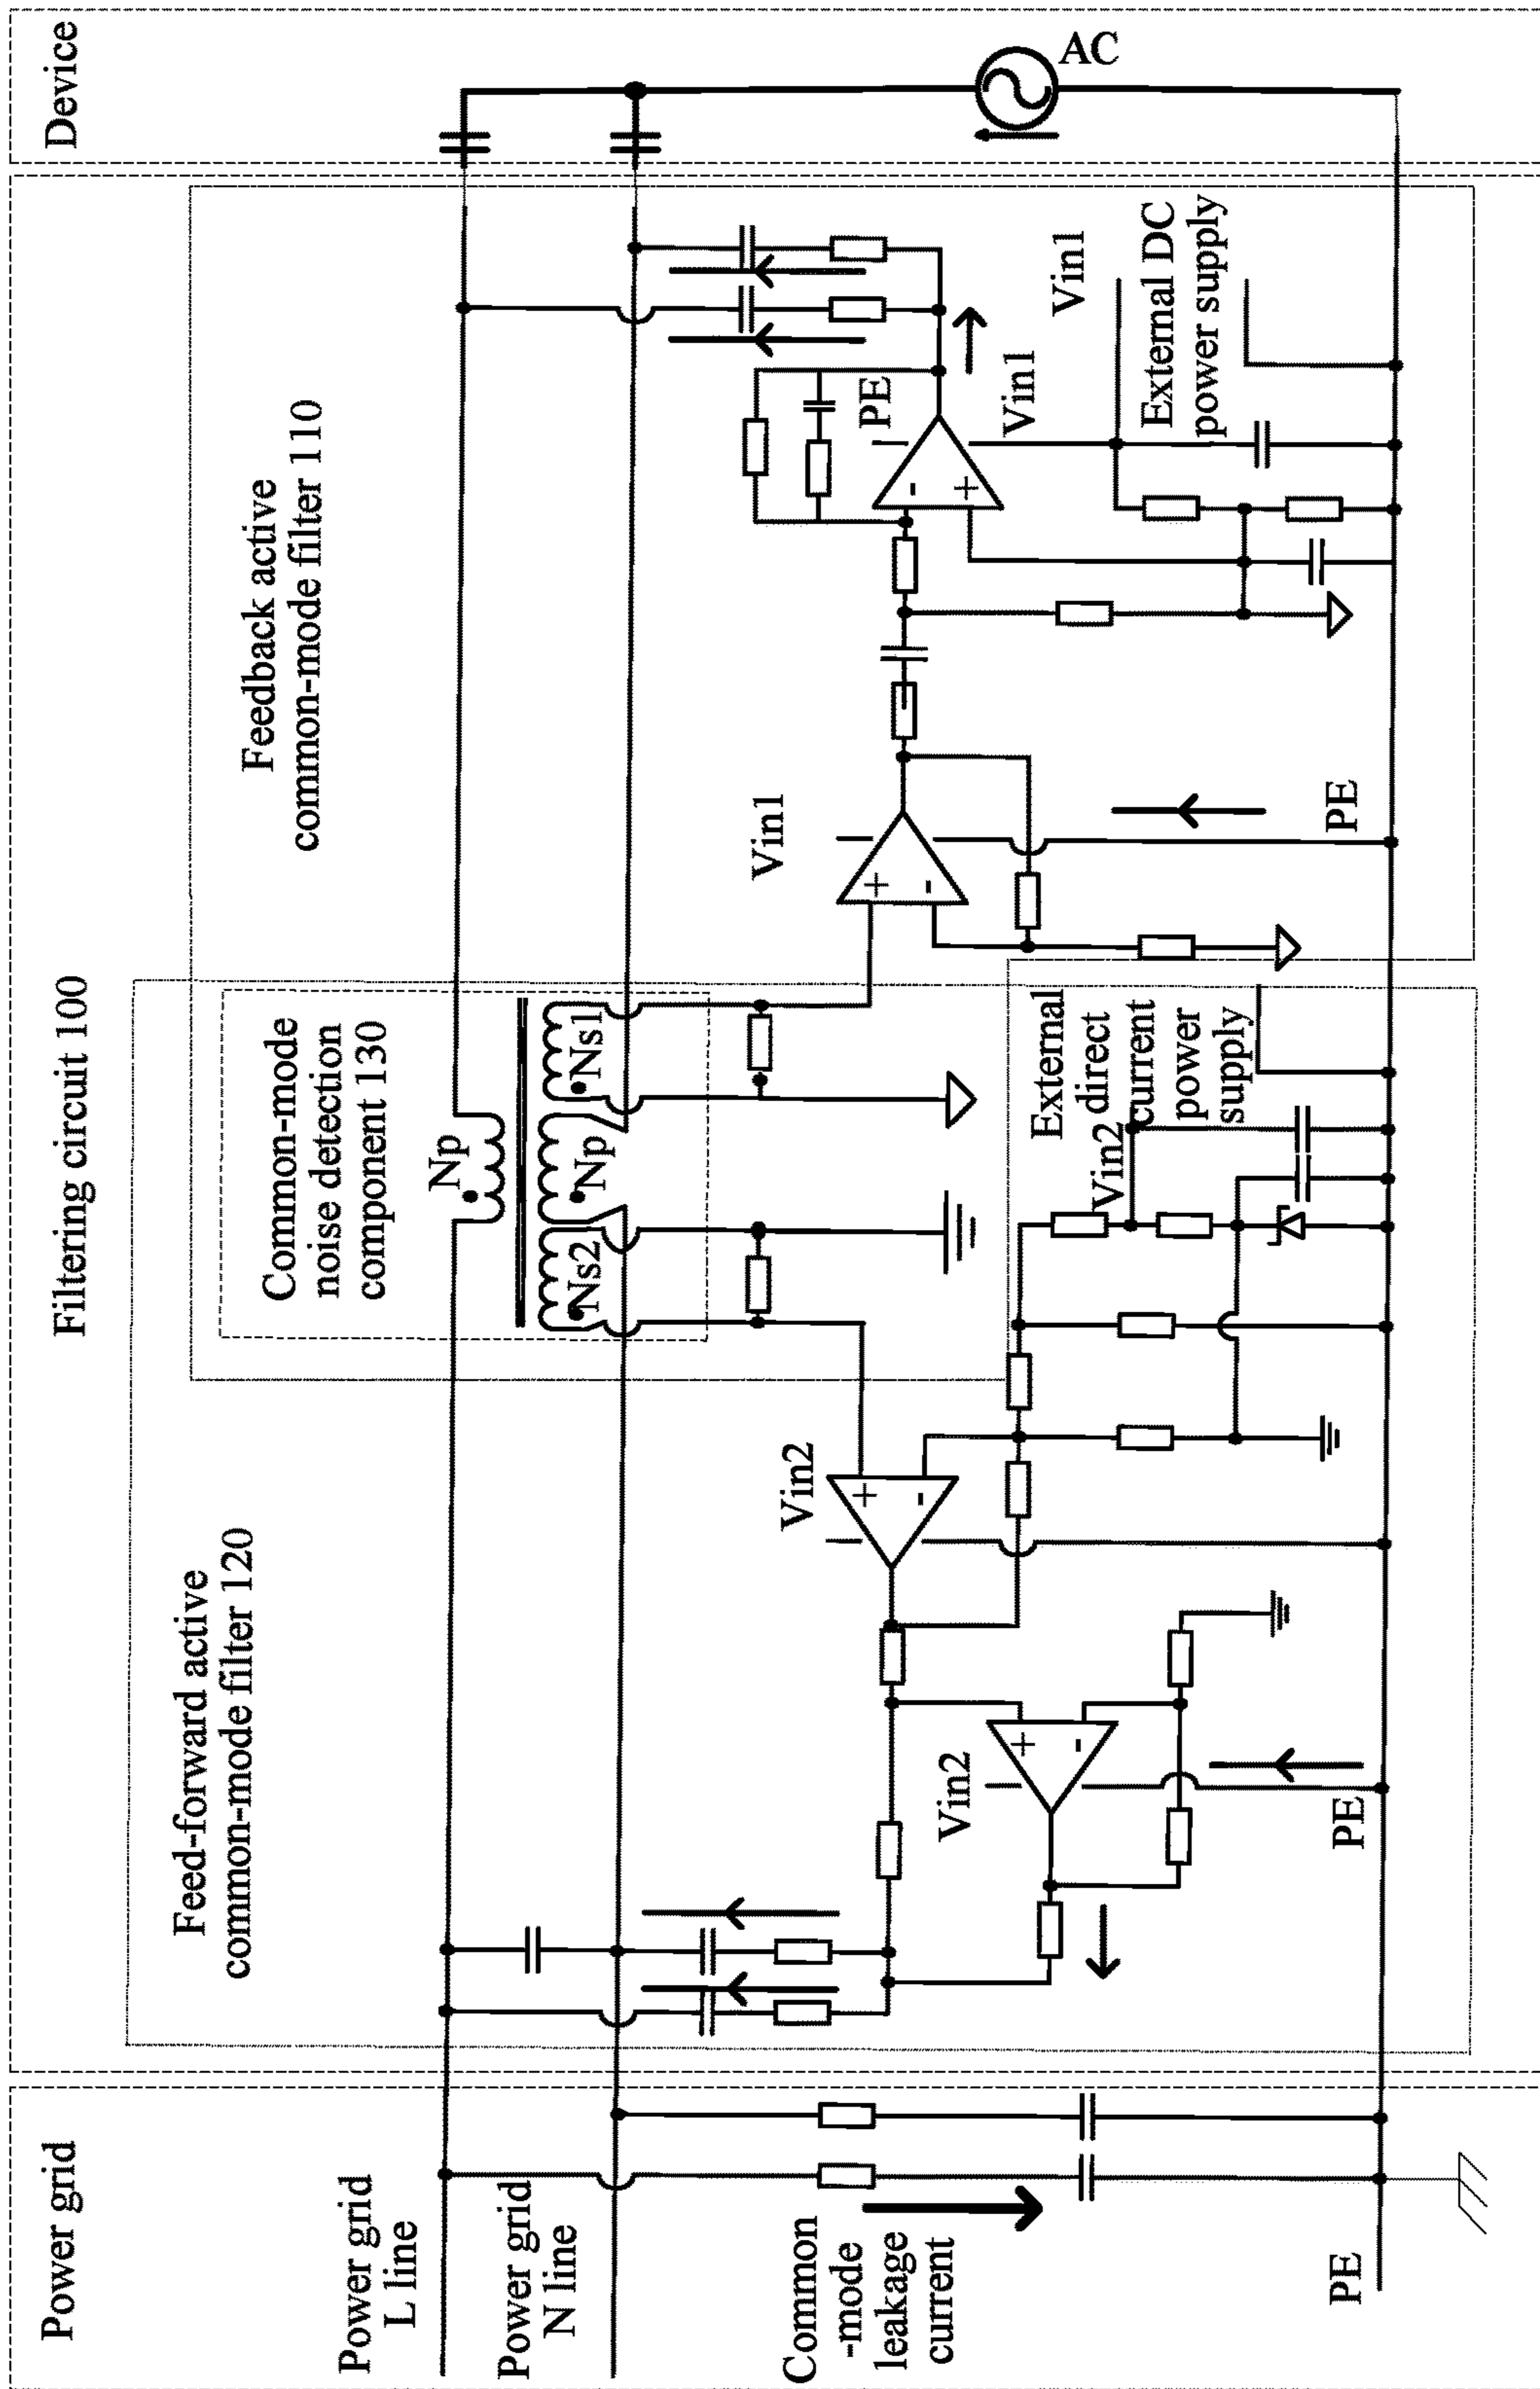 Power grid
Filtering circuit 100
Device
Feed-forward active
common-mode filter 120
Feedback active
common-mode filter 110
Common-mode
noise detection
component 130
Power grid
L line
Power grid
N line
Np
Ns2
Np
Ns1
AC
Common
-mode
leakage
current
PE
Vin2
+
-
Vin2
+
-
PE
Vin2
External
direct
current
power
supply
Vin1
+
-
PE
PE
-
+
Vin1
Vin1
External DC
power supply